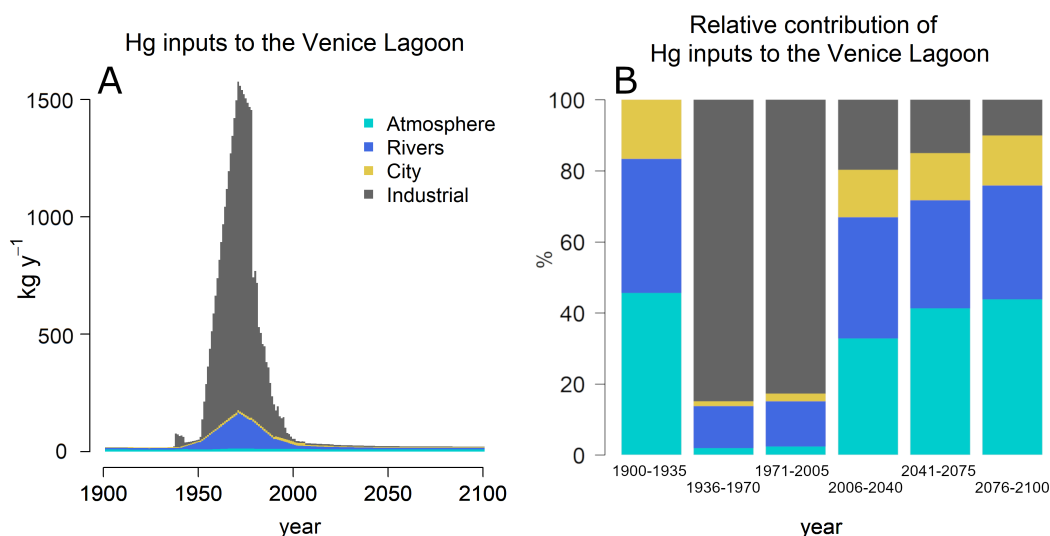 Hg inputs to the Venice Lagoon
A
1500
1000
500
0
kg y⁻¹
Atmosphere
Rivers
City
Industrial
1900 1950 2000 2050 2100
year
Relative contribution of
Hg inputs to the Venice Lagoon
B
100
80
60
40
20
0
%
1900-1935 1971-2005 2041-2075
1936-1970 2006-2040 2076-2100
year